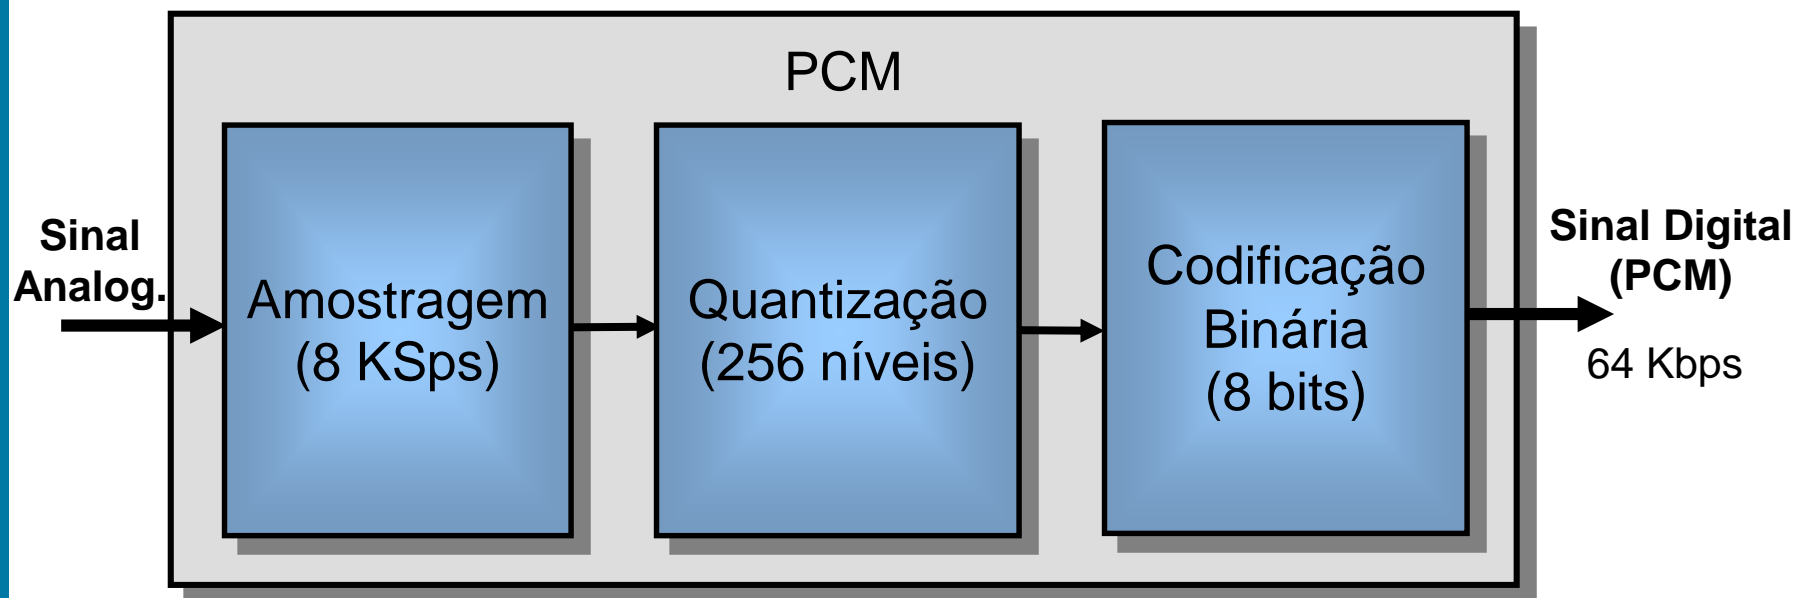 PCM
Sinal
Analog.
Amostragem
(8 KSps)
Quantização
(256 níveis)
Codificação
Binária
(8 bits)
Sinal Digital
(PCM)
64 Kbps